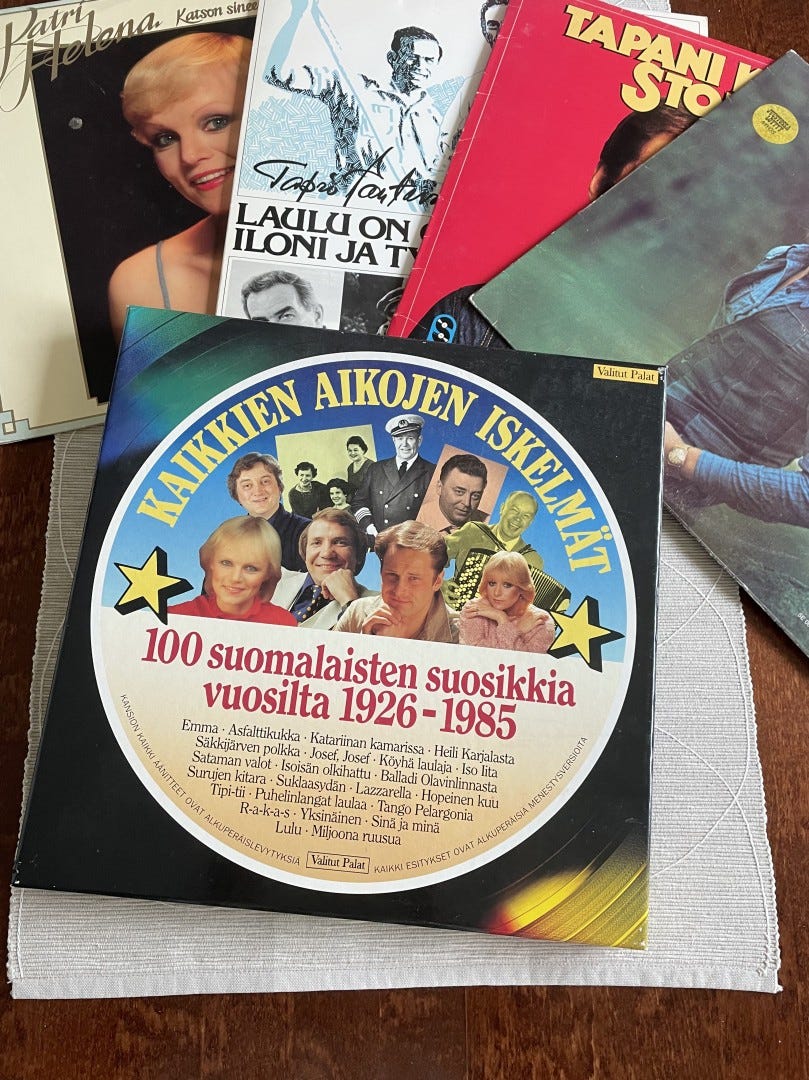 Patri
Helena.
Katson sinee
Tapio
LAULU ON
ILONI JA
TAPANI
STO
Valitut Palat
KAIKKIEN AIKOJEN ISKELMÄT
100 suomalaisten suosikkia
vuosilta 1926-1985
Emma · Asfalttikukka · Katariinan kamarissa · Heili Karjalasta
Säkkijärven polkka · Josef, Josef · Köyhä laulaja · Iso Iita
Sataman valot · Isoisän olkihattu · Balladi Olavinlinnasta
Surujen kitara · Suklaasydän · Lazzarella · Hopeinen kuu
Tipi-tii · Puhelinlangat laulaa · Tango Pelargonia
R-a-k-a-s · Yksinäinen · Sinä ja minä
Lulu · Miljoona ruusua
KANSION KAIKKI ÄÄNITTEET OVAT ALKUPERÄISLEVYTYKSIÄ
Valitut Palat
KAIKKI ESITYKSET OVAT ALKUPERÄISIÄ MENESTYSVERSIOITA